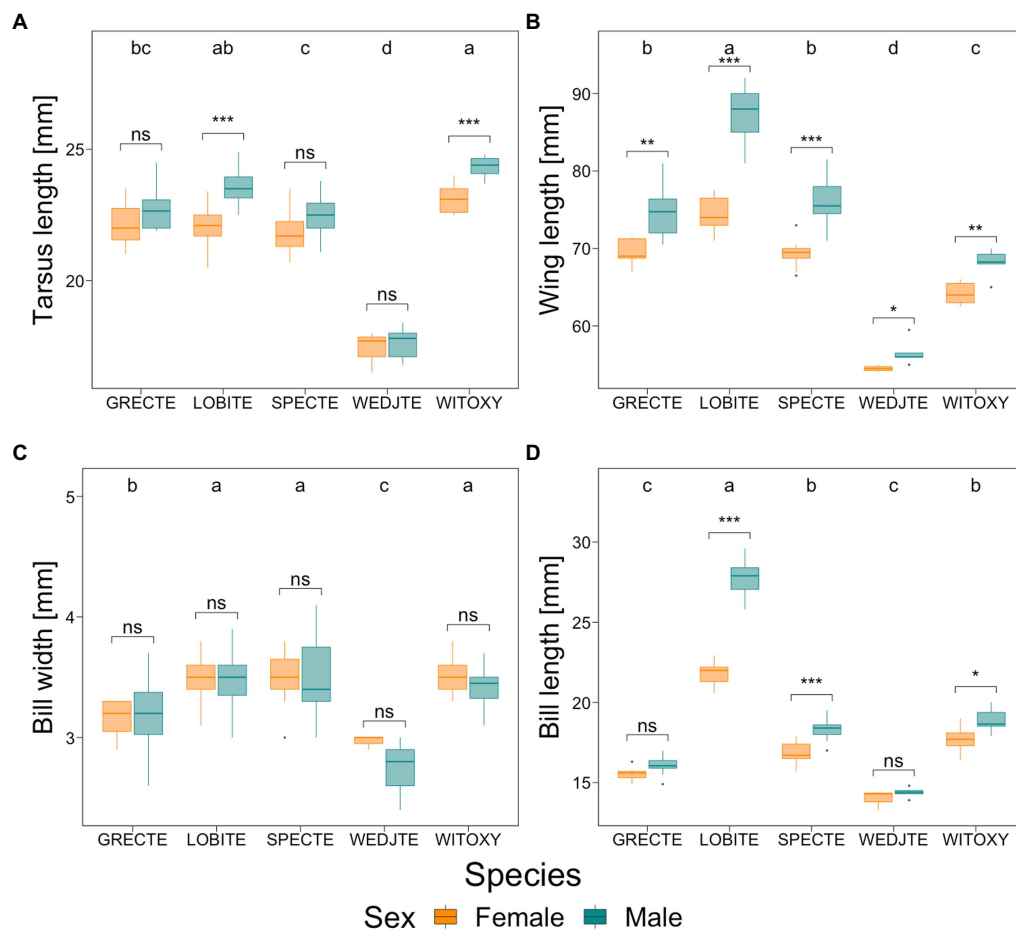 A
bc ab c d a
ns *** ns ns ***
25
20
Tarsus length [mm]
GRECTE LOBITE SPECTE WEDJTE WITOXY
B
b a b d c
** *** *** * **
90
80
70
60
Wing length [mm]
GRECTE LOBITE SPECTE WEDJTE WITOXY
C
b a a c a
ns ns ns ns ns
5
4
3
Bill width [mm]
GRECTE LOBITE SPECTE WEDJTE WITOXY
D
c a b c b
ns *** *** ns *
30
25
20
15
Bill length [mm]
GRECTE LOBITE SPECTE WEDJTE WITOXY
Species
Sex Female Male